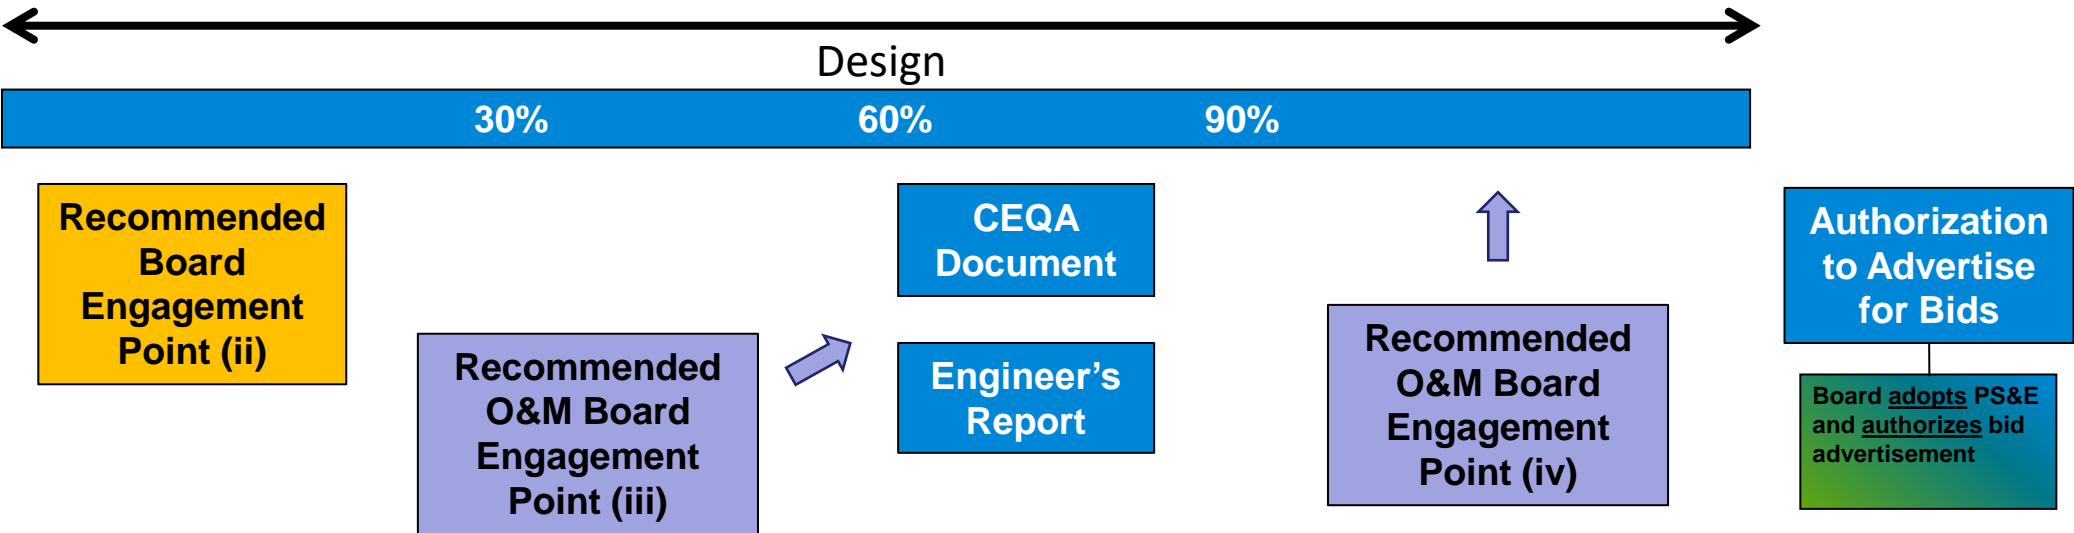 Design
30% 60% 90%
Recommended
Board
Engagement
Point (ii)
Recommended
O&M Board
Engagement
Point (iii)
CEQA
Document
Engineer’s
Report
Recommended
O&M Board
Engagement
Point (iv)
Authorization
to Advertise
for Bids
Board adopts PS&E
and authorizes bid
advertisement